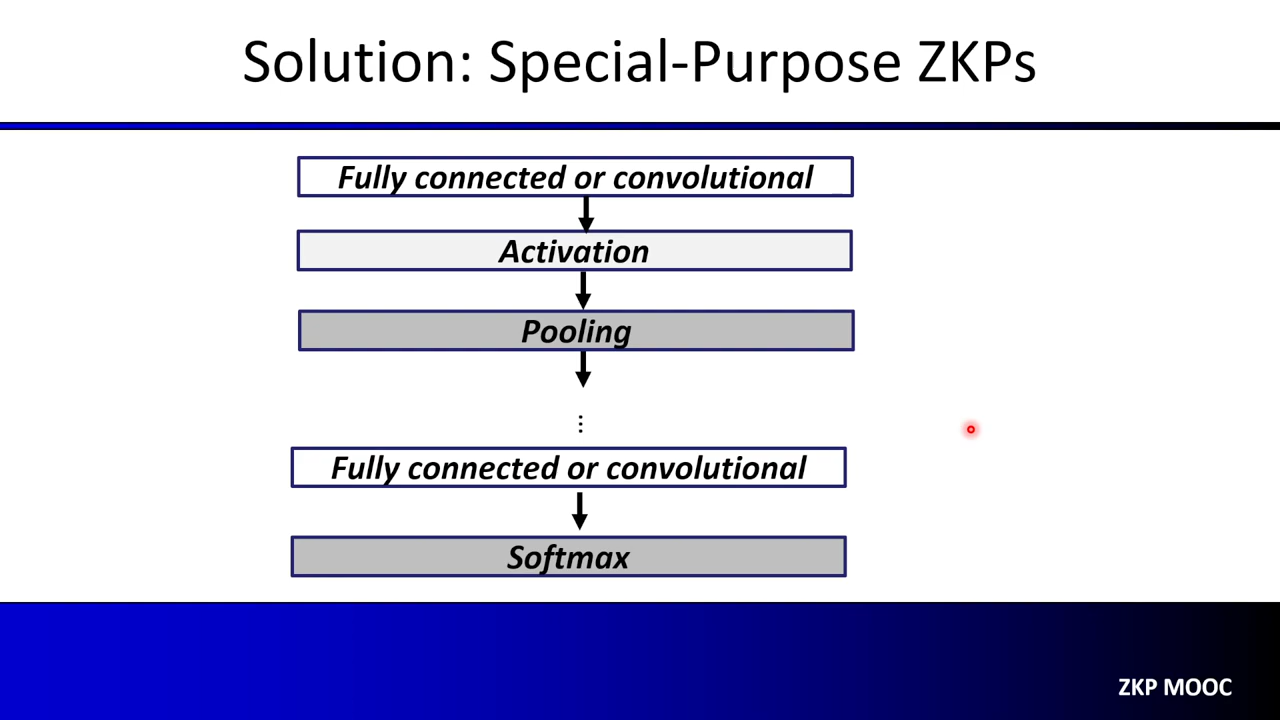 Solution: Special-Purpose ZKPs
Fully connected or convolutional
Activation
Pooling
⋮
Fully connected or convolutional
Softmax
ZKP MOOC